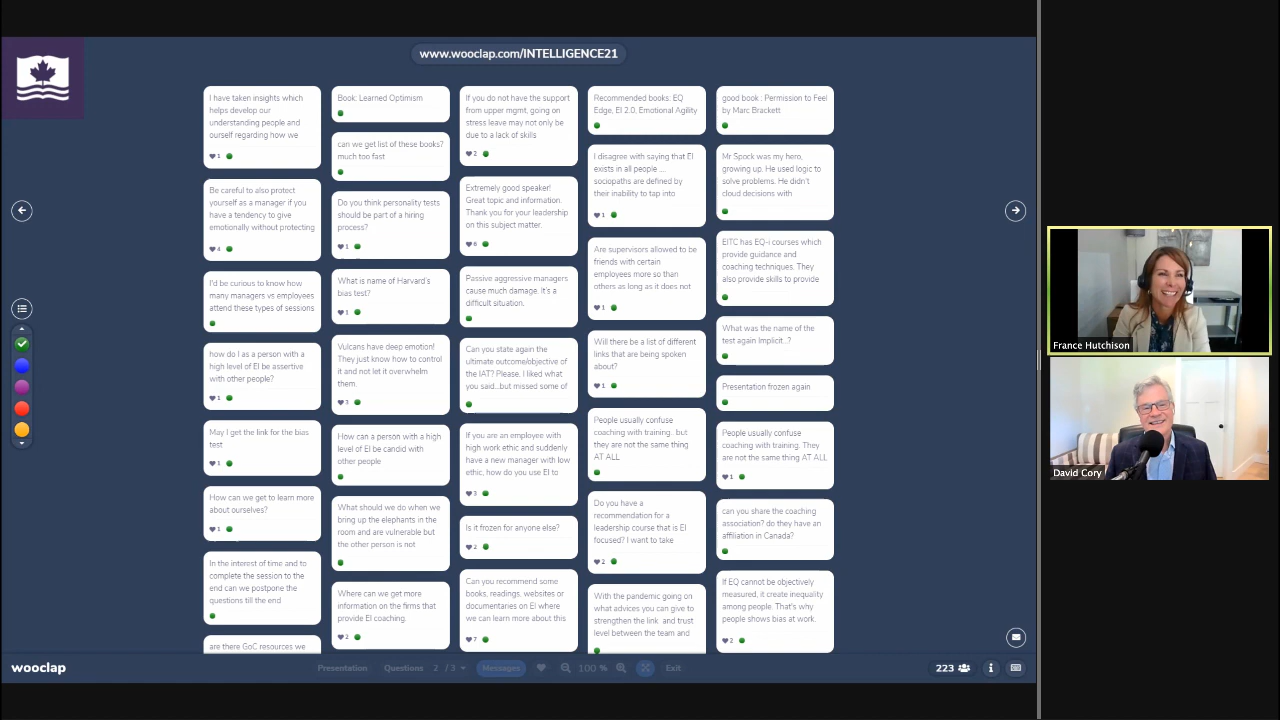 www.wooclap.com/INTELLIGENCE21
I have taken insights which
helps develop our
understanding people and
ourself regarding how we
1
Be careful to also protect
yourself as a manager if you
have a tendency to give
emotionally without protecting
4
I'd be curious to know how
many managers vs employees
attend these types of sessions
how do I as a person with a
high level of EI be assertive
with other people?
1
May I get the link for the bias
test
1
How can we get to learn more
about ourselves?
1
In the interest of time and to
complete the session to the
end can we postpone the
questions till the end
are there GoC resources we
Book: Learned Optimism
can we get list of these books?
much too fast
Do you think personality tests
should be part of a hiring
process?
1
What is name of Harvard's
bias test?
1
Vulcans have deep emotion!
They just know how to control
it and not let it overwhelm
them.
3
How can a person with a high
level of EI be candid with
other people
What should we do when we
bring up the elephants in the
room and are vulnerable but
the other person is not
Where can we get more
information on the firms that
provide EI coaching.
2
If you do not have the support
from upper mgmt, going on
stress leave may not only be
due to a lack of skills
2
Extremely good speaker!
Great topic and information.
Thank you for your leadership
on this subject matter.
8
Passive aggressive managers
cause much damage. It's a
difficult situation.
Can you state again the
ultimate outcome/objective of
the IAT? Please. I liked what
you said...but missed some of
If you are an employee with
high work ethic and suddenly
have a new manager with low
ethic, how do you use EI to
3
Is it frozen for anyone else?
2
Can you recommend some
books, readings, websites or
documentaries on EI where
we can learn more about this
7
Recommended books: EQ
Edge, EI 2.0, Emotional Agility
I disagree with saying that EI
exists in all people ....
sociopaths are defined by
their inability to tap into
1
Are supervisors allowed to be
friends with certain
employees more so than
others as long as it does not
1
Will there be a list of different
links that are being spoken
about?
1
People usually confuse
coaching with training...but
they are not the same thing
AT ALL
Do you have a
recommendation for a
leadership course that is EI
focused? I want to take
2
With the pandemic going on
what advices you can give to
strengthen the link and trust
level between the team and
good book : Permission to Feel
by Marc Brackett
Mr Spock was my hero,
growing up. He used logic to
solve problems. He didn't
cloud decisions with
EITC has EQ-i courses which
provide guidance and
coaching techniques. They
also provide skills to provide
What was the name of the
test again Implicit...?
Presentation frozen again
People usually confuse
coaching with training. They
are not the same thing AT ALL
1
can you share the coaching
association? do they have an
affiliation in Canada?
If EQ cannot be objectively
measured, it create inequality
among people. That's why
people shows bias at work.
2
wooclap
Presentation Questions 2 / 3 Messages 100 % Exit
223
France Hutchison
David Cory